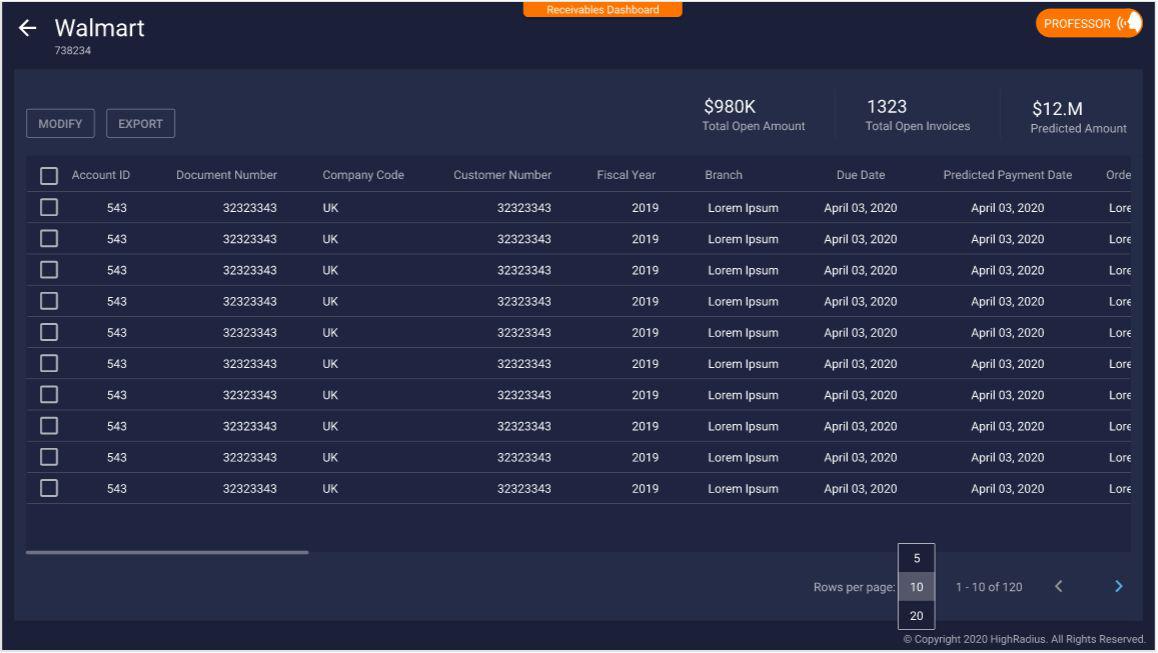 Receivables Dashboard
Walmart
738234
PROFESSOR
MODIFY EXPORT
$980K 1323 $12.M
Total Open Amount Total Open Invoices Predicted Amount
Account ID Document Number Company Code Customer Number Fiscal Year Branch Due Date Predicted Payment Date Orde
543 32323343 UK 32323343 2019 Lorem Ipsum April 03, 2020 April 03, 2020 Lore
543 32323343 UK 32323343 2019 Lorem Ipsum April 03, 2020 April 03, 2020 Lore
543 32323343 UK 32323343 2019 Lorem Ipsum April 03, 2020 April 03, 2020 Lore
543 32323343 UK 32323343 2019 Lorem Ipsum April 03, 2020 April 03, 2020 Lore
543 32323343 UK 32323343 2019 Lorem Ipsum April 03, 2020 April 03, 2020 Lore
543 32323343 UK 32323343 2019 Lorem Ipsum April 03, 2020 April 03, 2020 Lore
543 32323343 UK 32323343 2019 Lorem Ipsum April 03, 2020 April 03, 2020 Lore
543 32323343 UK 32323343 2019 Lorem Ipsum April 03, 2020 April 03, 2020 Lore
543 32323343 UK 32323343 2019 Lorem Ipsum April 03, 2020 April 03, 2020 Lore
543 32323343 UK 32323343 2019 Lorem Ipsum April 03, 2020 April 03, 2020 Lore
5
Rows per page: 10 1 - 10 of 120
20
© Copyright 2020 HighRadius. All Rights Reserved.